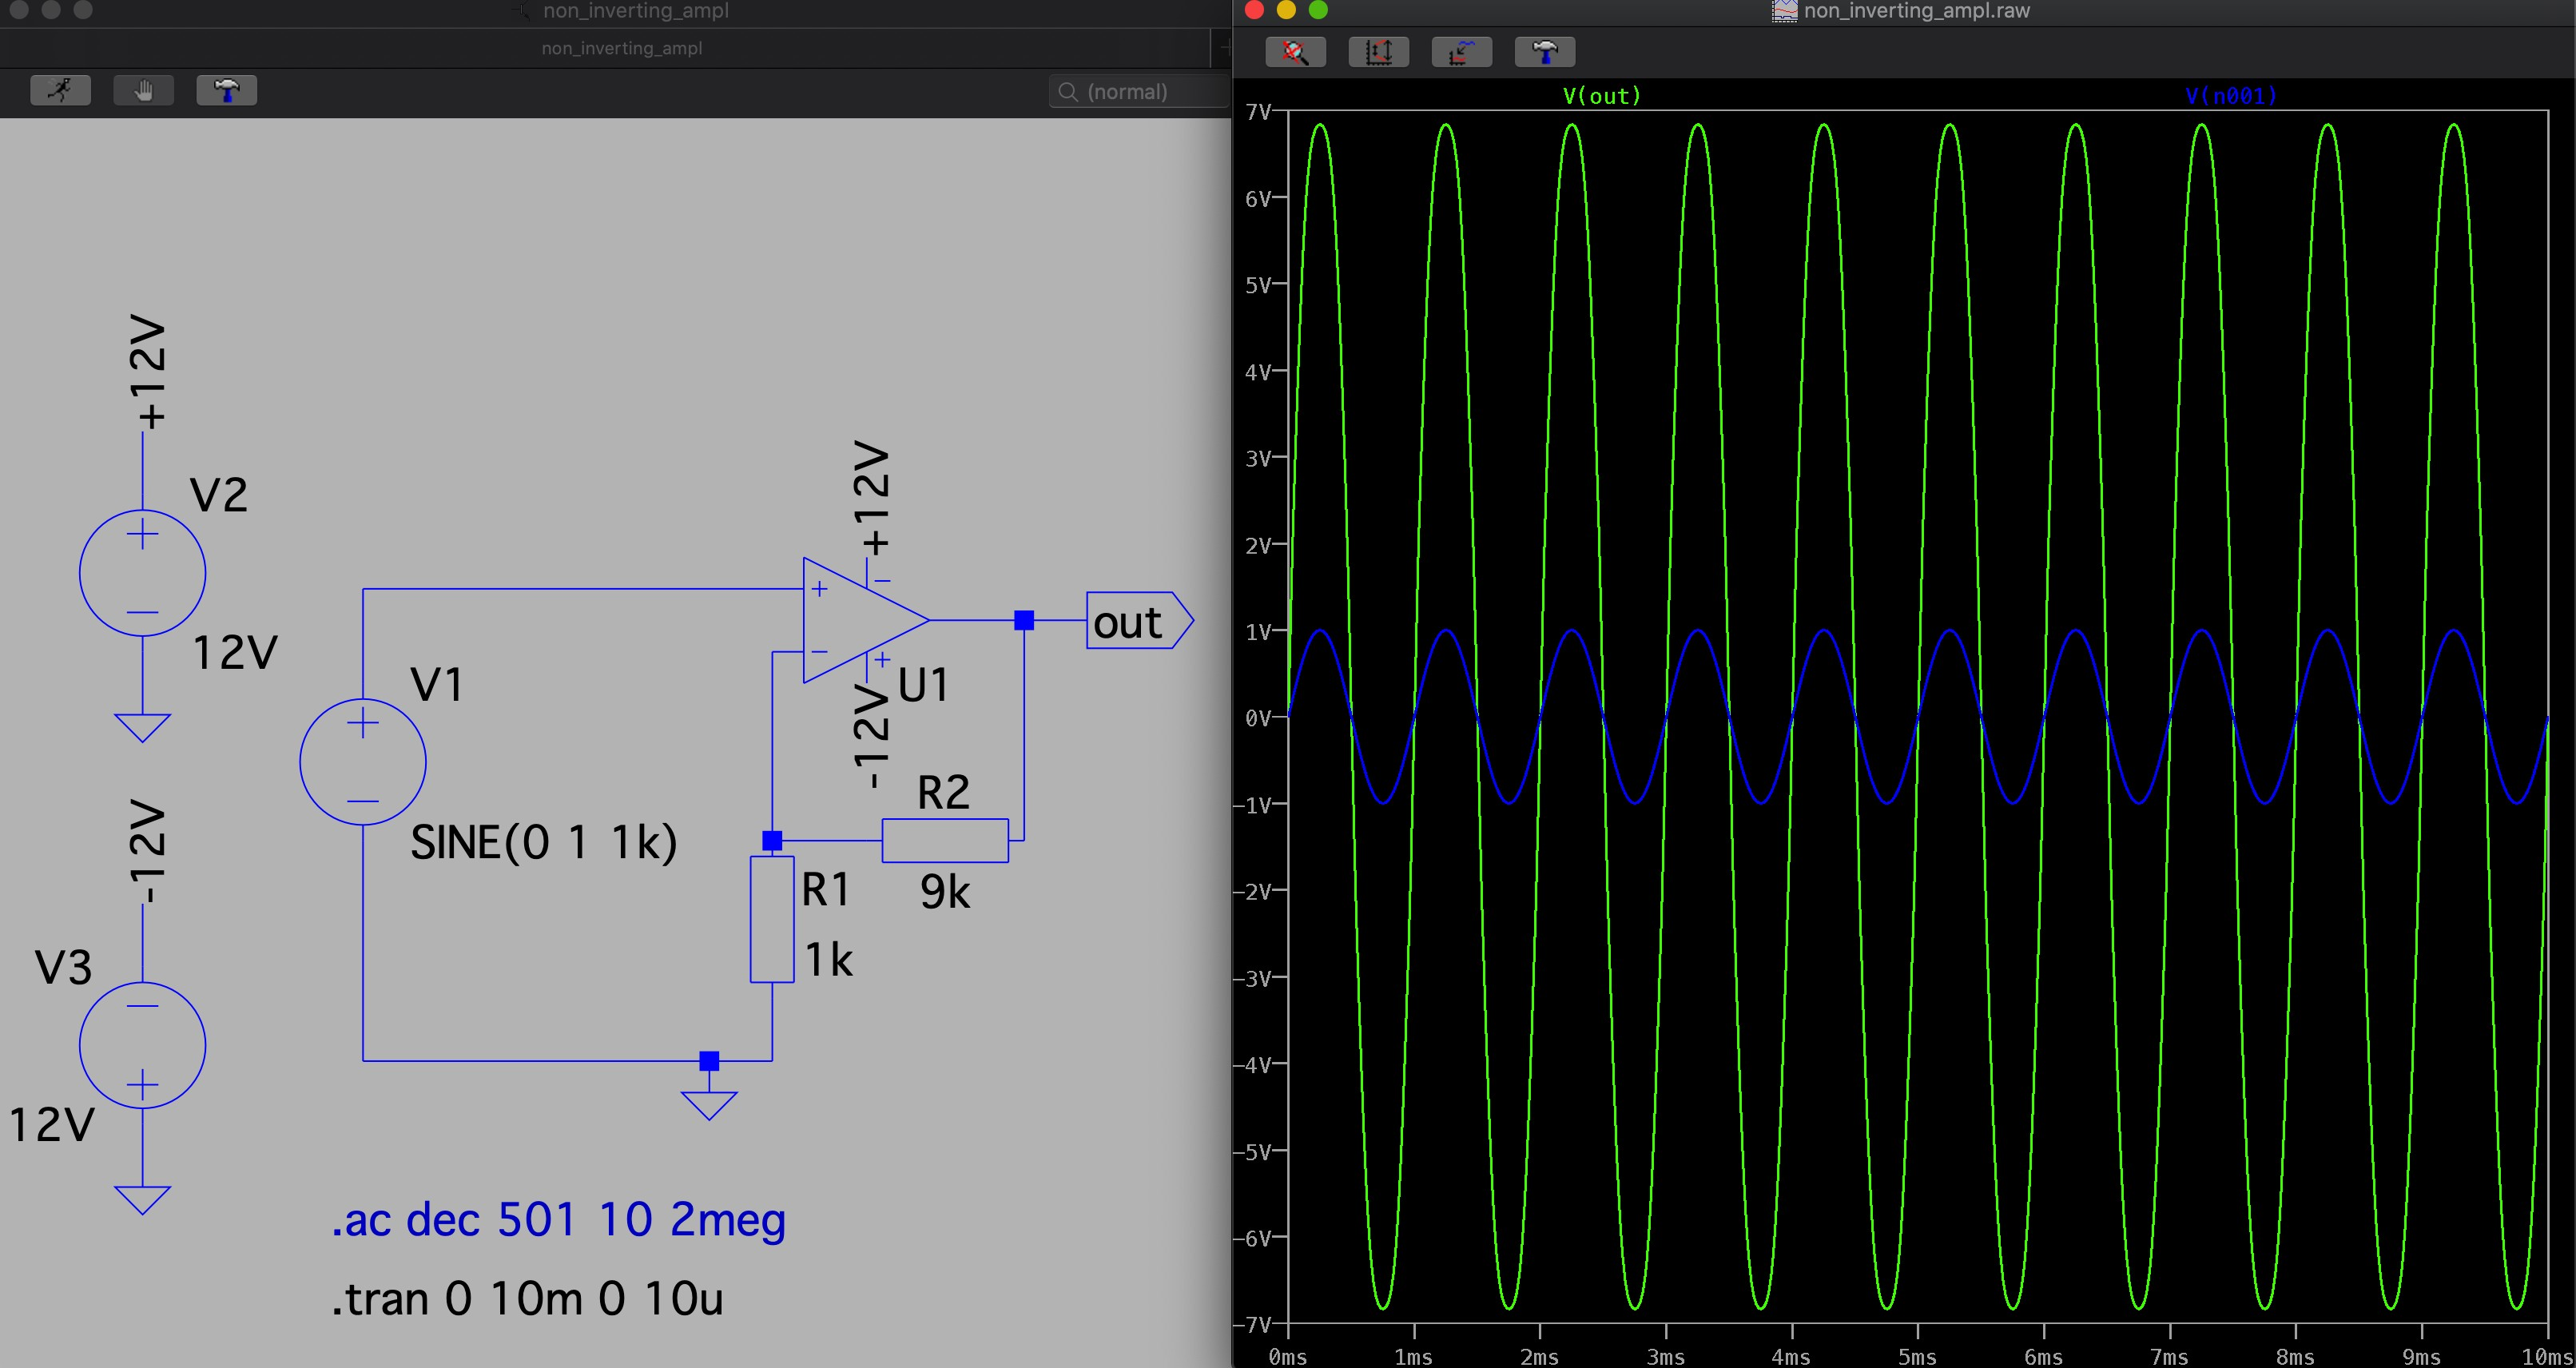 non_inverting_ampl
non_inverting_ampl
(normal)
+12V
V2
12V
-12V
V3
12V
V1
SINE(0 1 1k)
+12V
-12V
U1
out
R2
9k
R1
1k
.ac dec 501 10 2meg
.tran 0 10m 0 10u
non_inverting_ampl.raw
V(out)
V(n001)
7V
6V
5V
4V
3V
2V
1V
0V
-1V
-2V
-3V
-4V
-5V
-6V
-7V
0ms 1ms 2ms 3ms 4ms 5ms 6ms 7ms 8ms 9ms 10ms